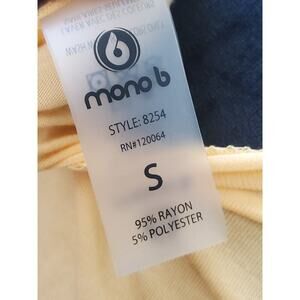 mono b
STYLE: 8254
RN#120064
S
95% RAYON
5% POLYESTER